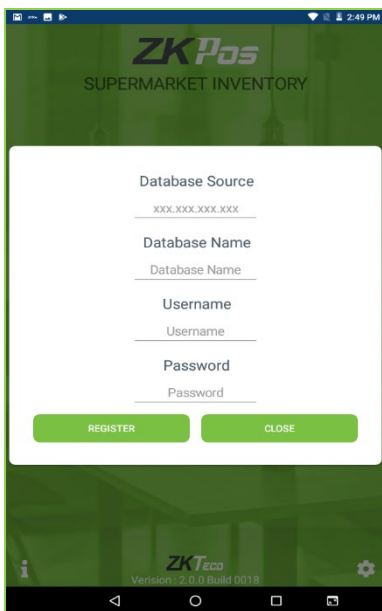 2:49 PM
ZKPos
SUPERMARKET INVENTORY
Database Source
xxx.xxx.xxx.xxx
Database Name
Database Name
Username
Username
Password
Password
REGISTER
CLOSE
ZKTECO
Verision : 2.0.0 Build 0018